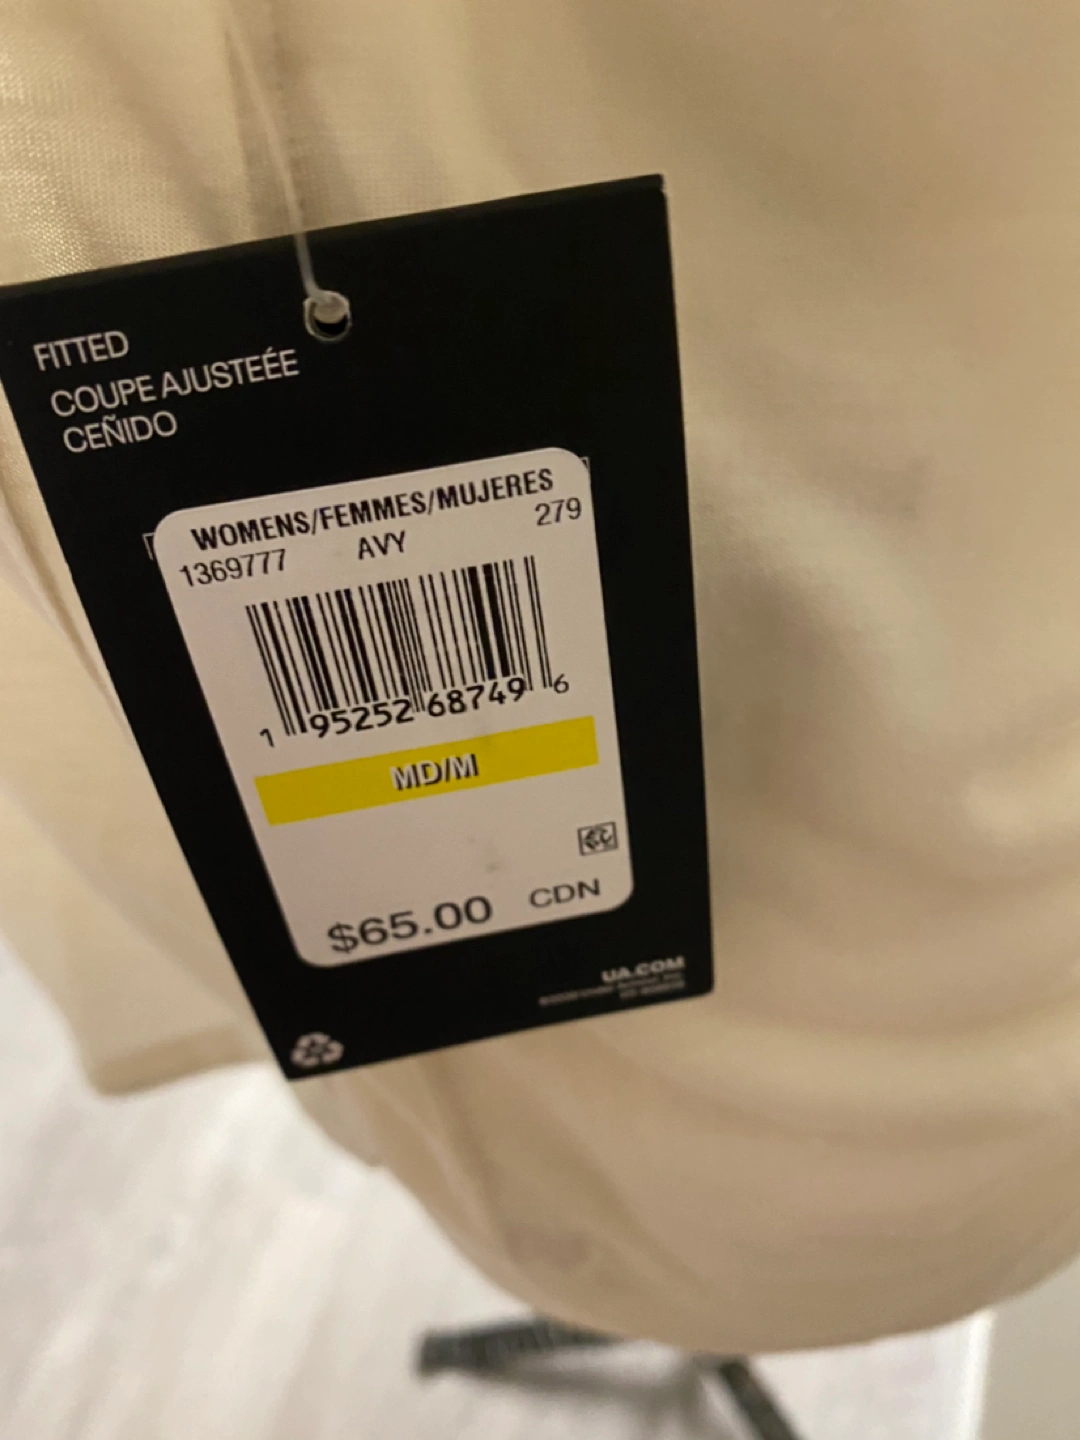 FITTED
COUPE AJUSTEÉE
CEÑIDO
WOMENS/FEMMES/MUJERES
1369777 AVY 279
1 95252 68749 6
MD/M
$65.00 CDN
UA.COM